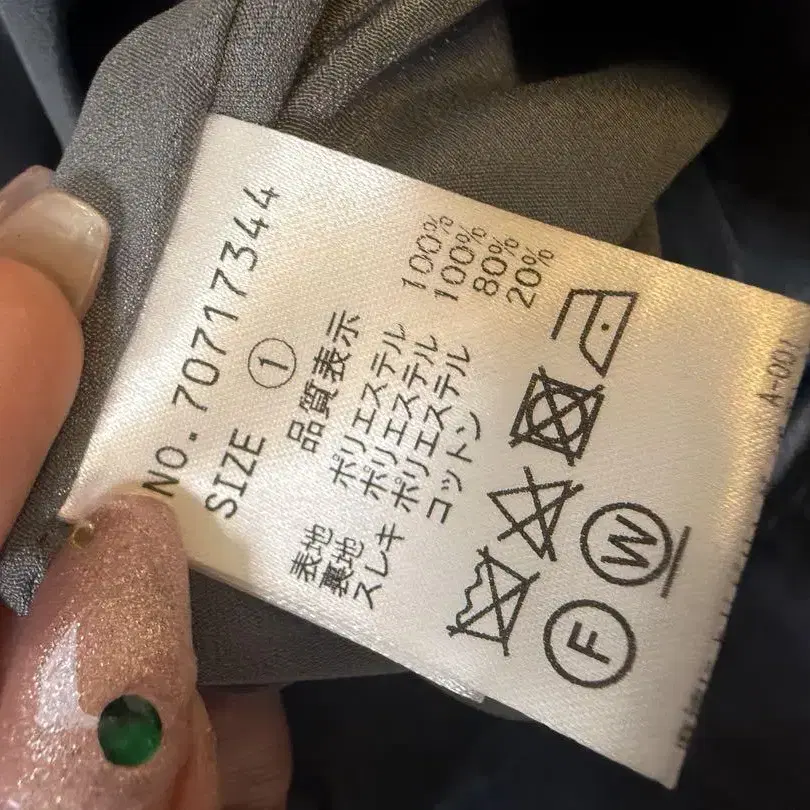 NO.70717344
SIZE ①
品質表示
表地 ポリエステル 100%
裏地 ポリエステル 100%
スレキ ポリエステル 80%
コットン 20%
F
W
A-001